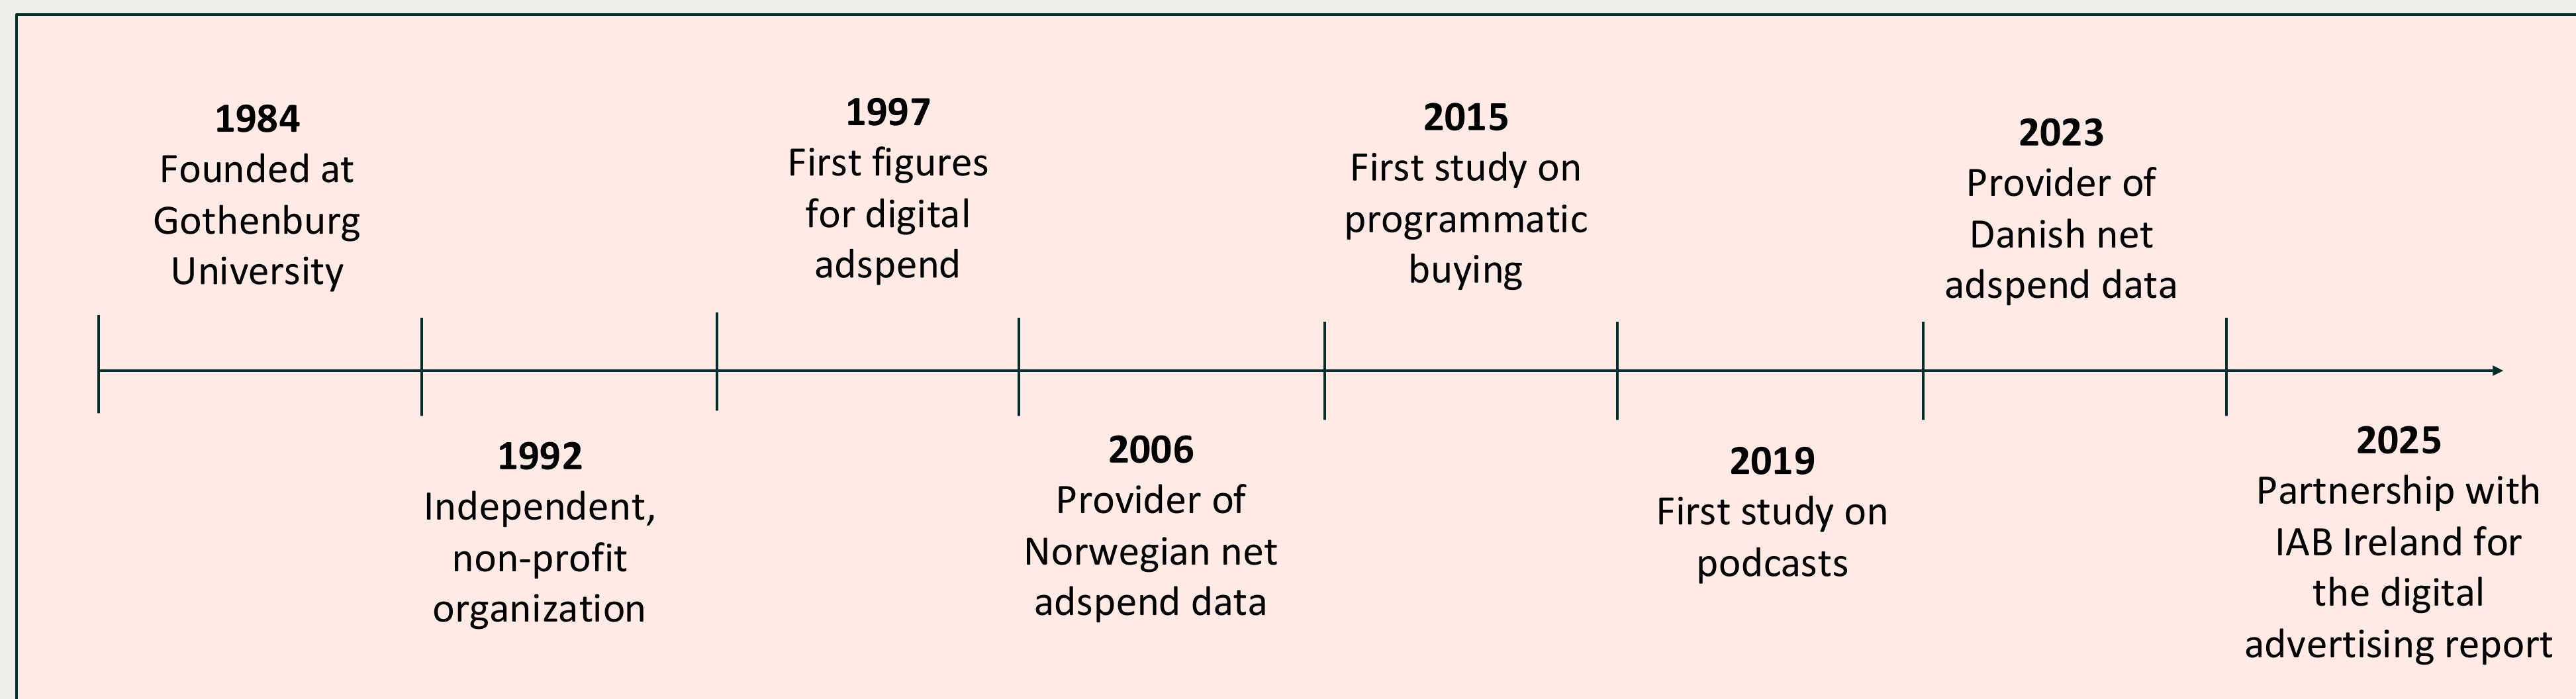 1984
Founded at
Gothenburg
University
1992
Independent,
non-profit
organization
1997
First figures
for digital
adspend
2006
Provider of
Norwegian net
adspend data
2015
First study on
programmatic
buying
2019
First study on
podcasts
2023
Provider of
Danish net
adspend data
2025
Partnership with
IAB Ireland for
the digital
advertising report